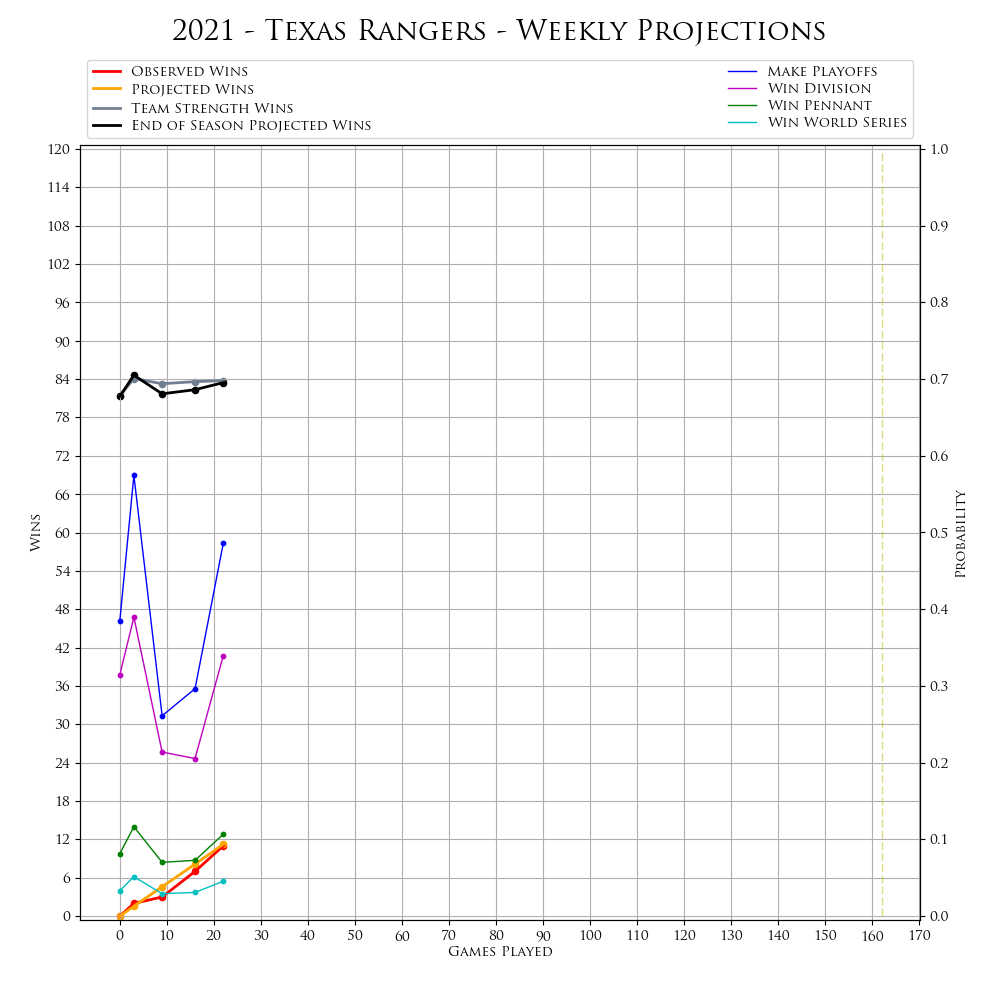 2021 - Texas Rangers - Weekly Projections
Observed Wins
Projected Wins
Team Strength Wins
End of Season Projected Wins
Make Playoffs
Win Division
Win Pennant
Win World Series
120
114
108
102
96
90
84
78
72
66
60
54
48
42
36
30
24
18
12
6
0
Wins
1.0
0.9
0.8
0.7
0.6
0.5
0.4
0.3
0.2
0.1
0.0
Probability
0 10 20 30 40 50 60 70 80 90 100 110 120 130 140 150 160 170
Games Played